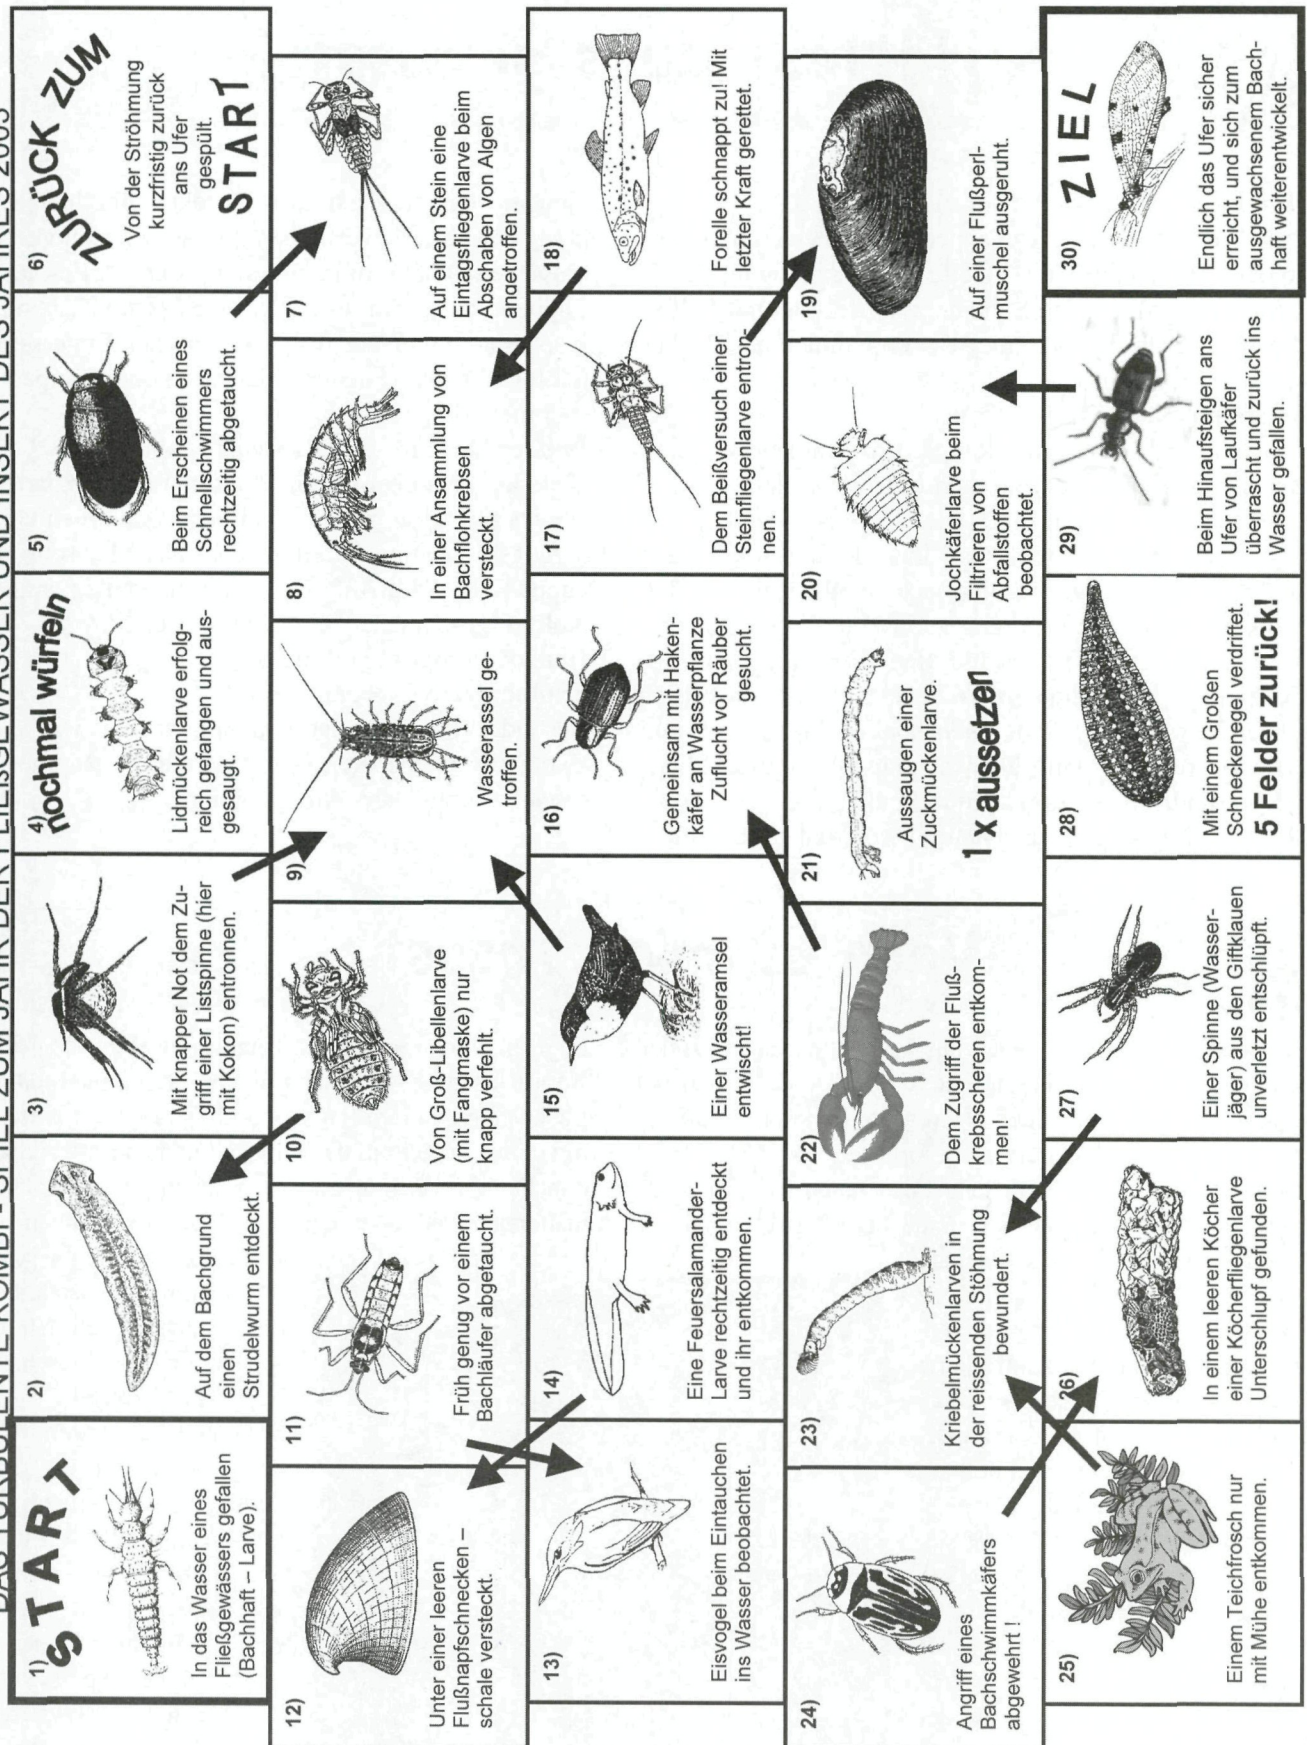 DAS TURBULENTE KOMBI - SPIEL ZUM JAHR DER FLIEßGEWÄSSER UND INSEKT DES JAHRES 2003
1)
START
In das Wasser eines
Fließgewässers gefallen
(Bachhaft – Larve).
2)
Auf dem Bachgrund
einen
Strudelwurm entdeckt.
3)
Mit knapper Not dem Zu-
griff einer Listspinne (hier
mit Kokon) entronnen.
4)
nochmal würfeln
Lidmückenlarve erfolg-
reich gefangen und aus-
gesaugt.
5)
Beim Erscheinen eines
Schnellschwimmers
rechtzeitig abgetaucht.
6)
ZURÜCK ZUM
Von der Ströhmung
kurzfristig zurück
ans Ufer
gespült.
START
7)
Auf einem Stein eine
Eintagsfliegenlarve beim
Abschaben von Algen
angetroffen.
8)
In einer Ansammlung von
Bachflohkrebsen
versteckt.
9)
Wasserassel ge-
troffen.
10)
Von Groß-Libellenlarve
(mit Fangmaske) nur
knapp verfehlt.
11)
Früh genug vor einem
Bachläufer abgetaucht.
12)
Unter einer leeren
Flußnapfschnecken –
schale versteckt.
13)
Eisvogel beim Eintauchen
ins Wasser beobachtet.
14)
Eine Feuersalamander-
Larve rechtzeitig entdeckt
und ihr entkommen.
15)
Einer Wasseramsel
entwischt!
16)
Gemeinsam mit Haken-
käfer an Wasserpflanze
Zuflucht vor Räuber
gesucht.
17)
Dem Beißversuch einer
Steinfliegenlarve entron-
nen.
18)
Forelle schnappt zu! Mit
letzter Kraft gerettet.
19)
Auf einer Flußperl-
muschel ausgeruht.
20)
Jochkäferlarve beim
Filtrieren von
Abfallstoffen
beobachtet.
21)
Aussaugen einer
Zuckmückenlarve.
1 x aussetzen
22)
Dem Zugriff der Fluß-
krebsscheren entkom-
men!
23)
Kriebelmückenlarven in
der reissenden Stöhmung
bewundert.
24)
Angriff eines
Bachschwimmkäfers
abgewehrt !
25)
Einem Teichfrosch nur
mit Mühe entkommen.
26)
In einem leeren Köcher
einer Köcherfliegenlarve
Unterschlupf gefunden.
27)
Einer Spinne (Wasser-
jäger) aus den Giftklauen
unverletzt entschlüpft.
28)
Mit einem Großen
Schneckenegel verdriftet.
5 Felder zurück!
29)
Beim Hinaufsteigen ans
Ufer von Laufkäfer
überrascht und zurück ins
Wasser gefallen.
30)
ZIEL
Endlich das Ufer sicher
erreicht, und sich zum
ausgewachsenem Bach-
haft weiterentwickelt.